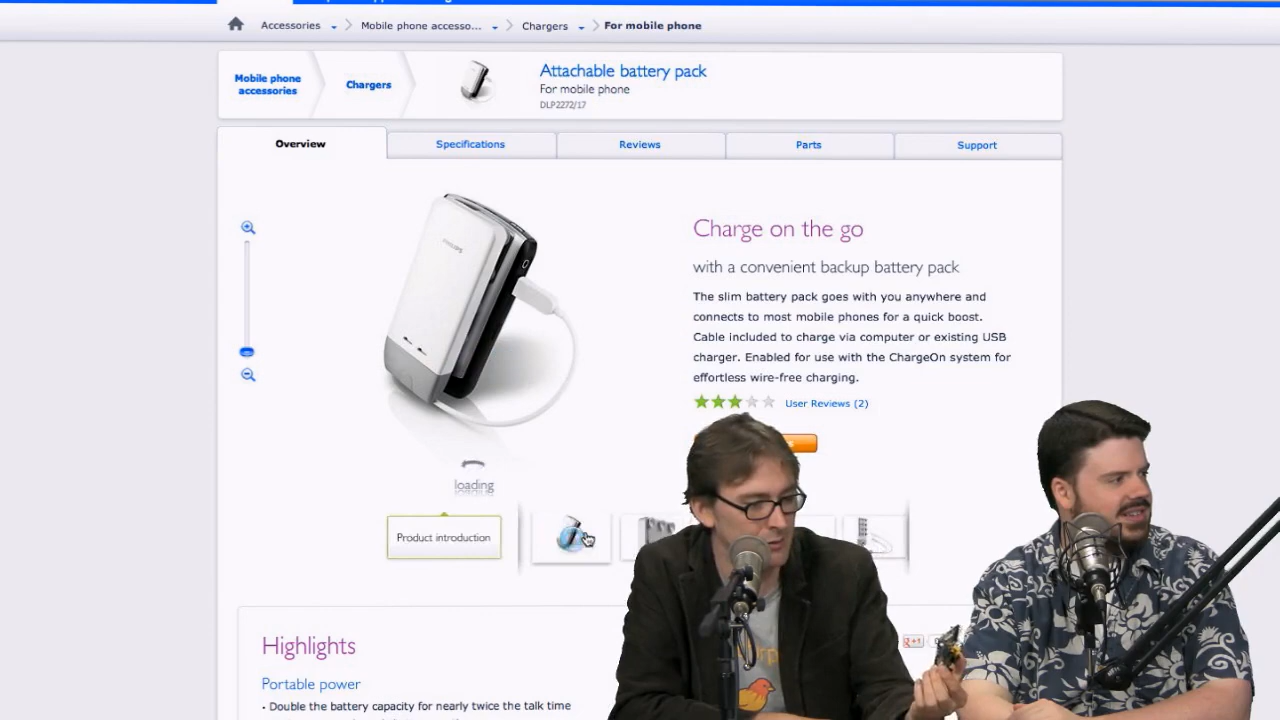 Accessories
Mobile phone accesso...
Chargers
For mobile phone
Mobile phone
accessories
Chargers
Attachable battery pack
For mobile phone
DLP2272/17
Overview
Specifications
Reviews
Parts
Support
PHILIPS
Charge on the go
with a convenient backup battery pack
The slim battery pack goes with you anywhere and
connects to most mobile phones for a quick boost.
Cable included to charge via computer or existing USB
charger. Enabled for use with the ChargeOn system for
effortless wire-free charging.
User Reviews (2)
loading
Product introduction
Highlights
+1
Portable power
• Double the battery capacity for nearly twice the talk time